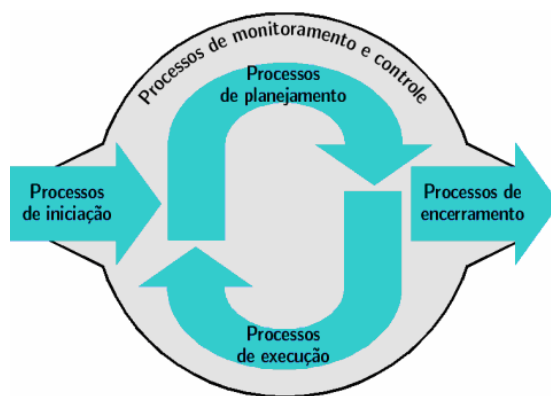 Processos de monitoramento e controle
Processos
de planejamento
Processos
de iniciação
Processos de
encerramento
Processos
de execução